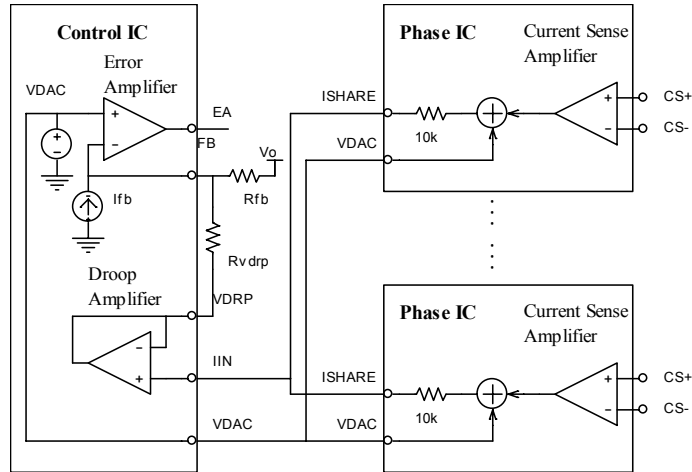 Control IC
Error
Amplifier
VDAC
+
-
+
-
EA
FB
Vo
Rfb
Ifb
Rvdrp
Droop
Amplifier
VDRP
-
+
IIN
VDAC
Phase IC
Current Sense
Amplifier
ISHARE
10k
VDAC
+
-
CS+
CS-
Phase IC
Current Sense
Amplifier
ISHARE
10k
VDAC
+
-
CS+
CS-